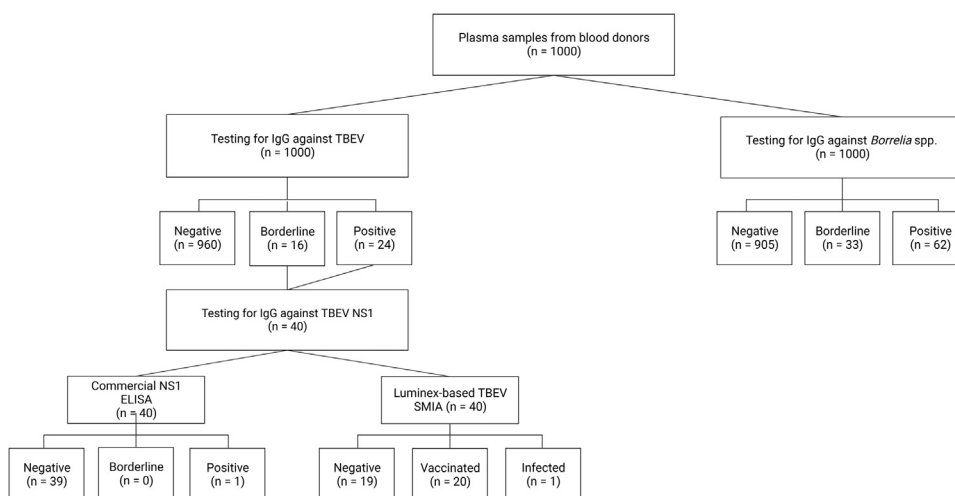 Plasma samples from blood donors
(n = 1000)
Testing for IgG against TBEV
(n = 1000)
Testing for IgG against Borrelia spp.
(n = 1000)
Negative
(n = 960)
Borderline
(n = 16)
Positive
(n = 24)
Negative
(n = 905)
Borderline
(n = 33)
Positive
(n = 62)
Testing for IgG against TBEV NS1
(n = 40)
Commercial NS1
ELISA
(n = 40)
Luminex-based TBEV
SMIA (n = 40)
Negative
(n = 39)
Borderline
(n = 0)
Positive
(n = 1)
Negative
(n = 19)
Vaccinated
(n = 20)
Infected
(n = 1)